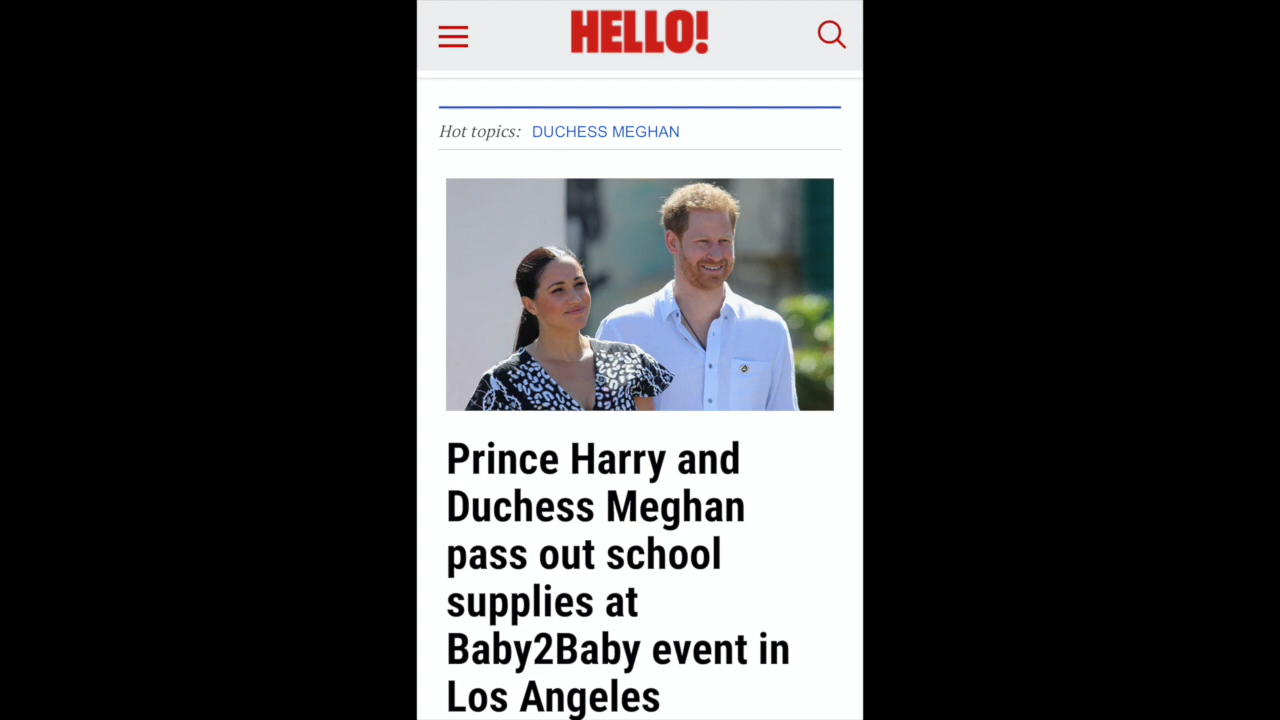 HELLO!
Hot topics: DUCHESS MEGHAN
Prince Harry and
Duchess Meghan
pass out school
supplies at
Baby2Baby event in
Los Angeles